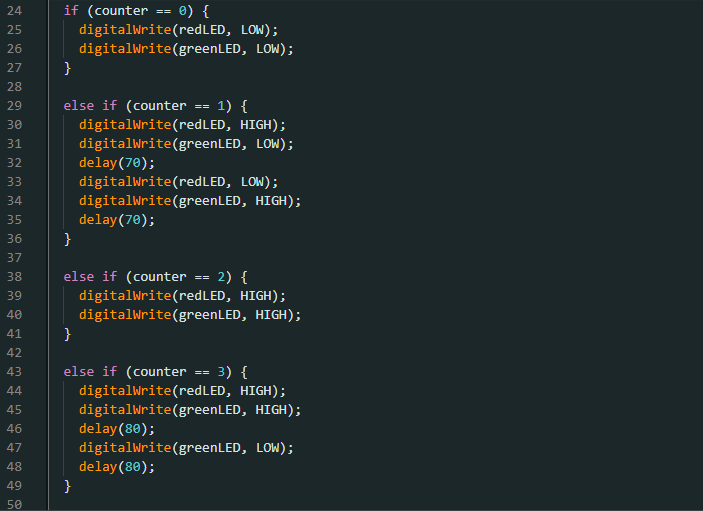 24 if (counter == 0) {
25 digitalWrite(redLED, LOW);
26 digitalWrite(greenLED, LOW);
27 }
28
29 else if (counter == 1) {
30 digitalWrite(redLED, HIGH);
31 digitalWrite(greenLED, LOW);
32 delay(70);
33 digitalWrite(redLED, LOW);
34 digitalWrite(greenLED, HIGH);
35 delay(70);
36 }
37
38 else if (counter == 2) {
39 digitalWrite(redLED, HIGH);
40 digitalWrite(greenLED, HIGH);
41 }
42
43 else if (counter == 3) {
44 digitalWrite(redLED, HIGH);
45 digitalWrite(greenLED, HIGH);
46 delay(80);
47 digitalWrite(greenLED, LOW);
48 delay(80);
49 }
50